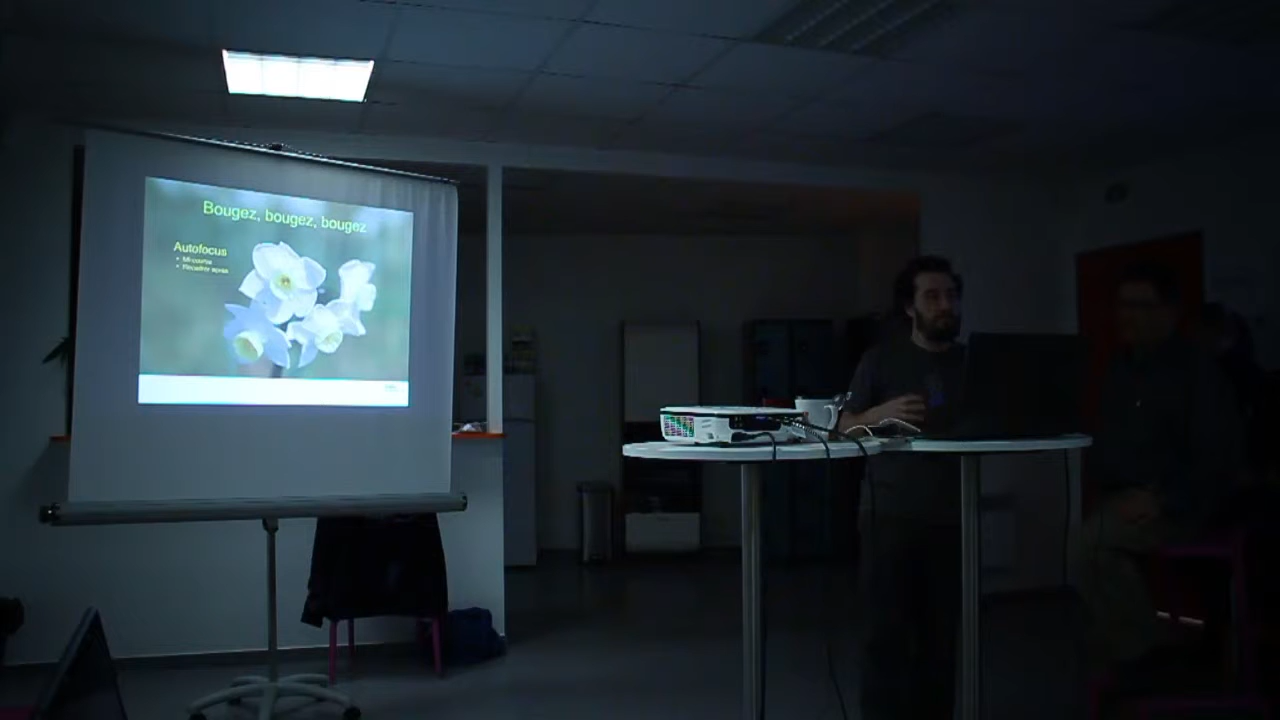 Bougez, bougez, bougez
Autofocus
• Mi-course
• Recadrer après